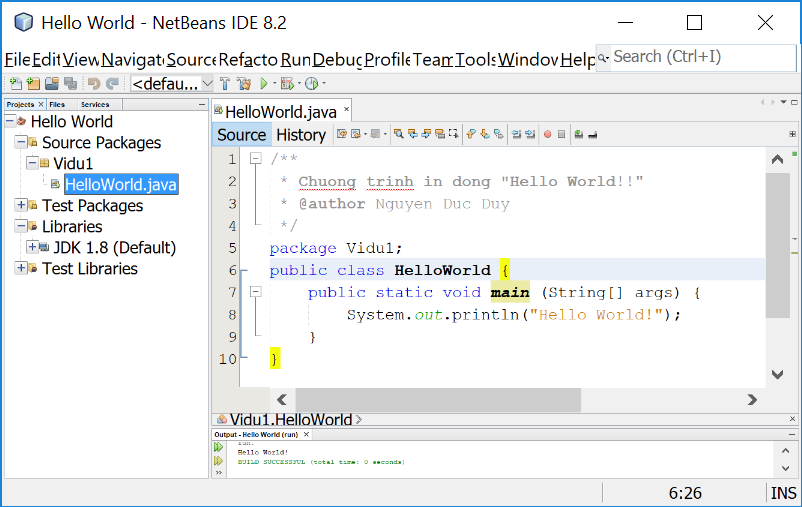 Hello World - NetBeans IDE 8.2
File Edit View Navigate Source Refacto Run Debug Profile Team Tools Window Help Search (Ctrl+I)
<defau...
Projects Files Services
Hello World
Source Packages
Vidu1
HelloWorld.java
Test Packages
Libraries
JDK 1.8 (Default)
Test Libraries
HelloWorld.java
Source History
1 /**
2 * Chuong trinh in dong "Hello World!!"
3 * @author Nguyen Duc Duy
4 */
5 package Vidu1;
6 public class HelloWorld {
7 public static void main (String[] args) {
8 System.out.println("Hello World!");
9 }
10 }
Vidu1.HelloWorld
Output - Hello World (run)
run:
Hello World!
BUILD SUCCESSFUL (total time: 0 seconds)
6:26 INS